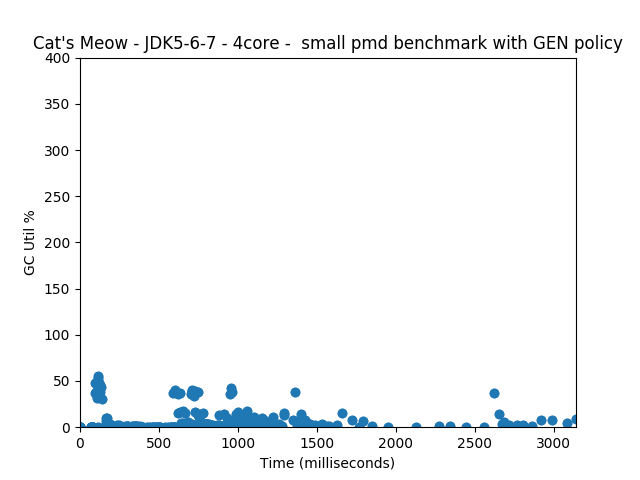 Cat's Meow - JDK5-6-7 - 4core -  small pmd benchmark with GEN policy
400
350
300
250
200
150
100
50
0
GC Util %
0 500 1000 1500 2000 2500 3000
Time (milliseconds)